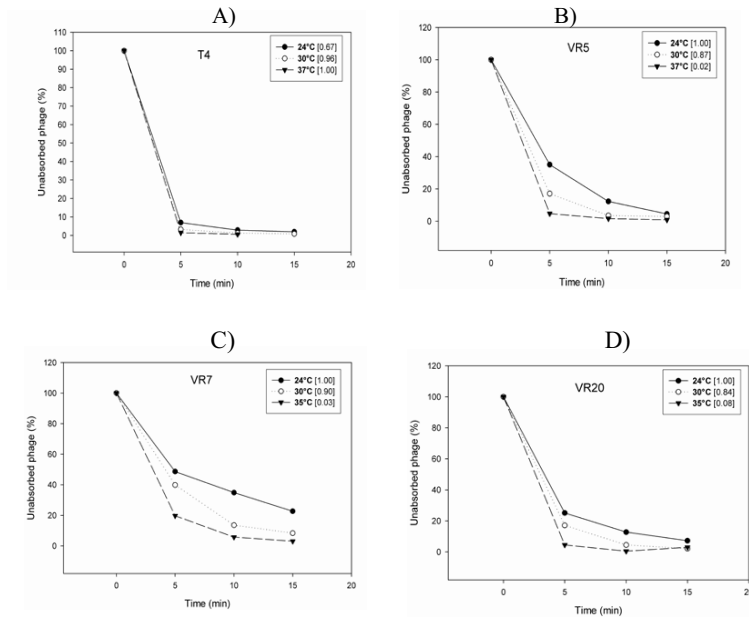 A)
T4
24°C [0.67]
30°C [0.96]
37°C [1.00]
Unabsorbed phage (%)
110
100
90
80
70
60
50
40
30
20
10
0
0 5 10 15 20
Time (min)
B)
VR5
24°C [1.00]
30°C [0.87]
37°C [0.02]
Unabsorbed phage (%)
120
100
80
60
40
20
0
0 5 10 15 20
Time (min)
C)
VR7
24°C [1.00]
30°C [0.90]
35°C [0.03]
Unabsorbed phage (%)
120
100
80
60
40
20
0
0 5 10 15 20
Time (min)
D)
VR20
24°C [1.00]
30°C [0.84]
35°C [0.08]
Unabsorbed phage (%)
120
100
80
60
40
20
0
0 5 10 15 20
Time (min)